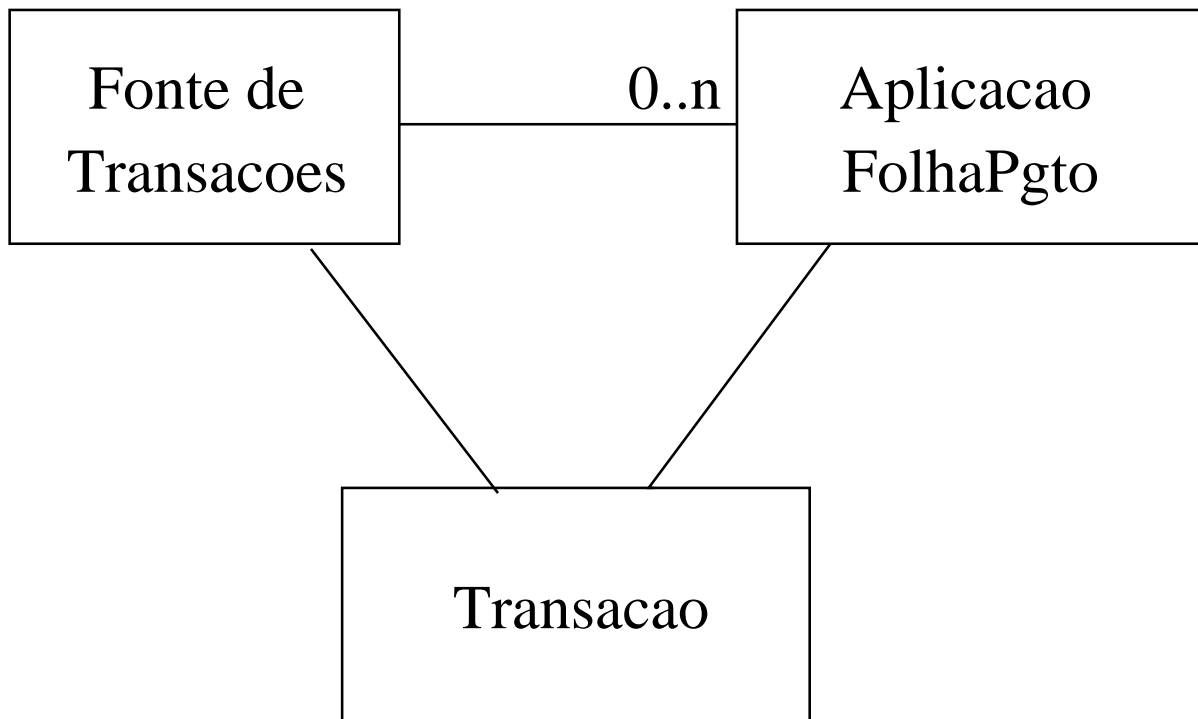 Fonte de
Transacoes
0..n
Aplicacao
FolhaPgto
Transacao